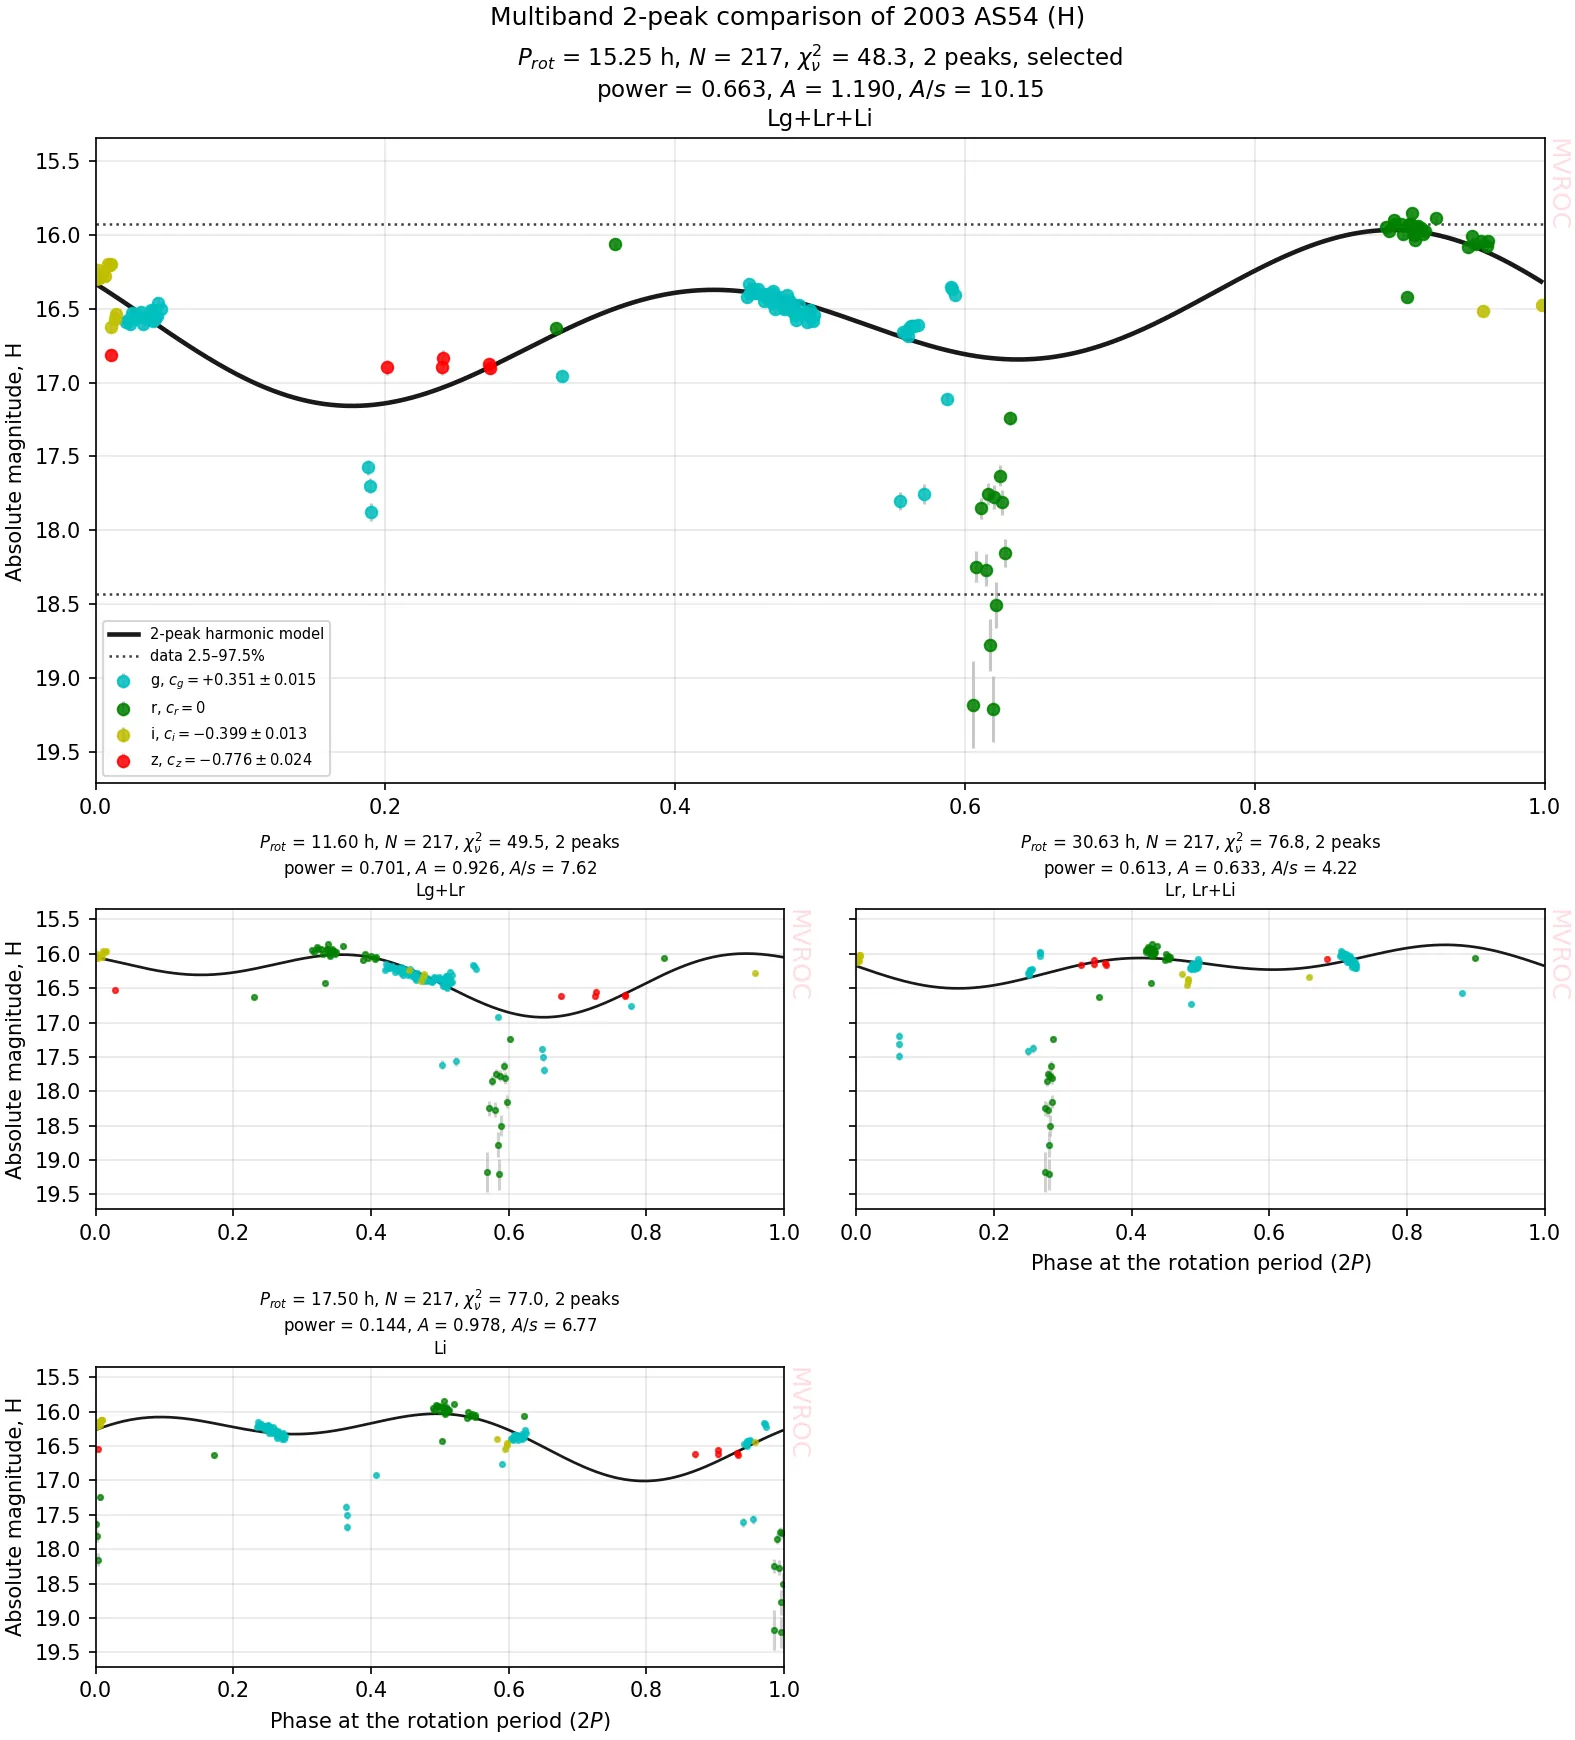 Multiband 2-peak comparison of 2003 AS54 (H)
P_rot = 15.25 h, N = 217, χ²_ν = 48.3, 2 peaks, selected
power = 0.663, A = 1.190, A/s = 10.15
Lg+Lr+Li
MVROC
15.5
16.0
16.5
17.0
17.5
18.0
18.5
19.0
19.5
Absolute magnitude, H
2-peak harmonic model
data 2.5–97.5%
g, c_g = +0.351 ± 0.015
r, c_r = 0
i, c_i = −0.399 ± 0.013
z, c_z = −0.776 ± 0.024
0.0 0.2 0.4 0.6 0.8 1.0
P_rot = 11.60 h, N = 217, χ²_ν = 49.5, 2 peaks
power = 0.701, A = 0.926, A/s = 7.62
Lg+Lr
MVROC
15.5
16.0
16.5
17.0
17.5
18.0
18.5
19.0
19.5
Absolute magnitude, H
0.0 0.2 0.4 0.6 0.8 1.0
P_rot = 30.63 h, N = 217, χ²_ν = 76.8, 2 peaks
power = 0.613, A = 0.633, A/s = 4.22
Lr, Lr+Li
MVROC
0.0 0.2 0.4 0.6 0.8 1.0
Phase at the rotation period (2P)
P_rot = 17.50 h, N = 217, χ²_ν = 77.0, 2 peaks
power = 0.144, A = 0.978, A/s = 6.77
Li
MVROC
15.5
16.0
16.5
17.0
17.5
18.0
18.5
19.0
19.5
Absolute magnitude, H
0.0 0.2 0.4 0.6 0.8 1.0
Phase at the rotation period (2P)